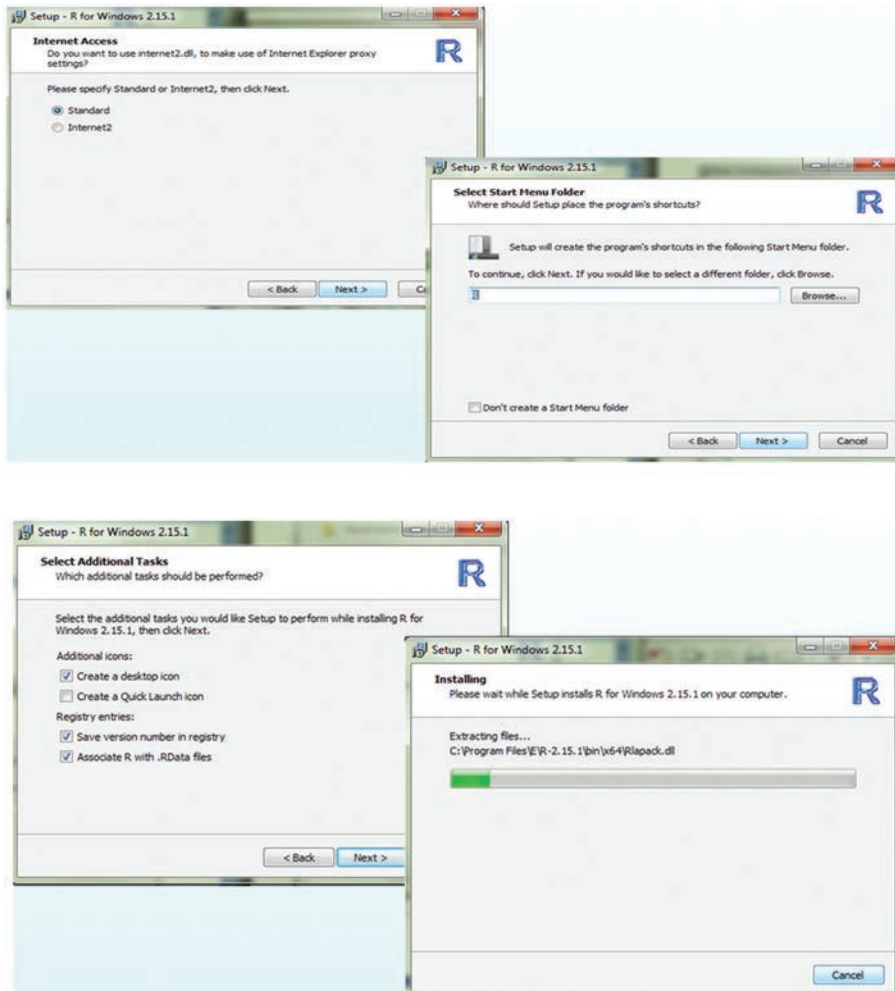 Setup - R for Windows 2.15.1
Internet Access
Do you want to use internet2.dl, to make use of Internet Explorer proxy
settings?
R
Please specify Standard or Internet2, then click Next.
Standard
Internet2
< Back
Next >
Ca
Setup - R for Windows 2.15.1
Select Start Menu Folder
Where should Setup place the program's shortcuts?
R
Setup will create the program's shortcuts in the following Start Menu folder.
To continue, click Next. If you would like to select a different folder, click Browse.
R
Browse...
Don't create a Start Menu folder
< Back
Next >
Cancel
Setup - R for Windows 2.15.1
Select Additional Tasks
Which additional tasks should be performed?
R
Select the additional tasks you would like Setup to perform while installing R for
Windows 2.15.1, then click Next.
Additional icons:
Create a desktop icon
Create a Quick Launch icon
Registry entries:
Save version number in registry
Associate R with .RData files
< Back
Next >
Setup - R for Windows 2.15.1
Installing
Please wait while Setup installs R for Windows 2.15.1 on your computer.
R
Extracting files...
C:\Program Files\E\R-2.15.1\bin\x64\Rlapack.dll
Cancel